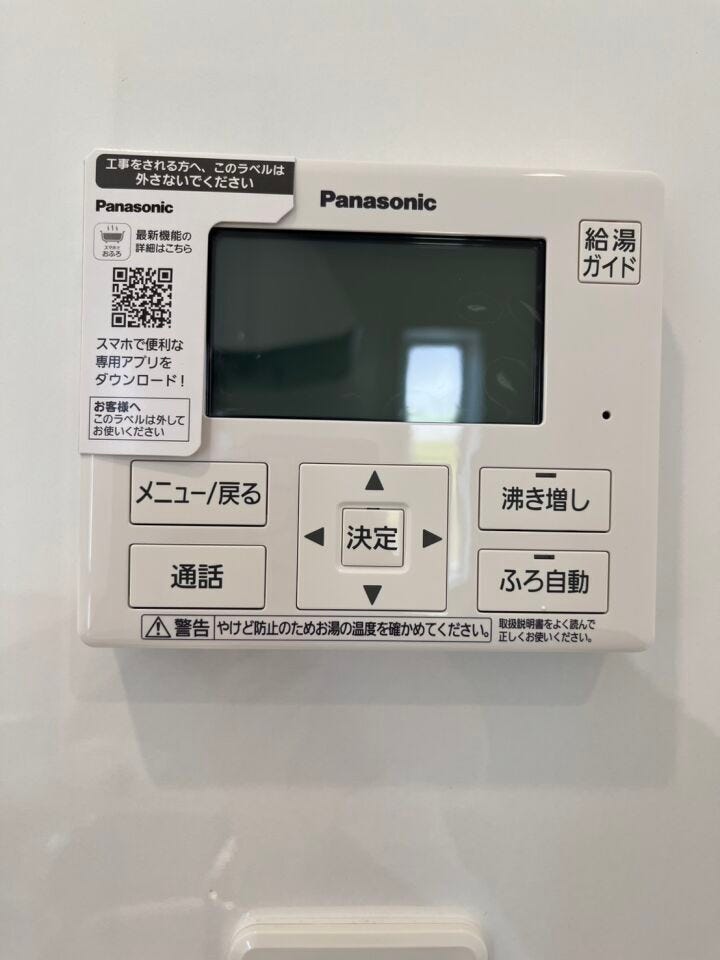 工事をされる方へ、このラベルは
外さないでください
Panasonic
Panasonic
最新機能の
詳細はこちら
スマホで
おふろ
スマホで便利な
専用アプリを
ダウンロード!
お客様へ
このラベルは外して
お使いください
給湯
ガイド
メニュー/戻る
決定
沸き増し
通話
ふろ自動
警告
やけど防止のためお湯の温度を確かめてください。
取扱説明書をよく読んで
正しくお使いください。